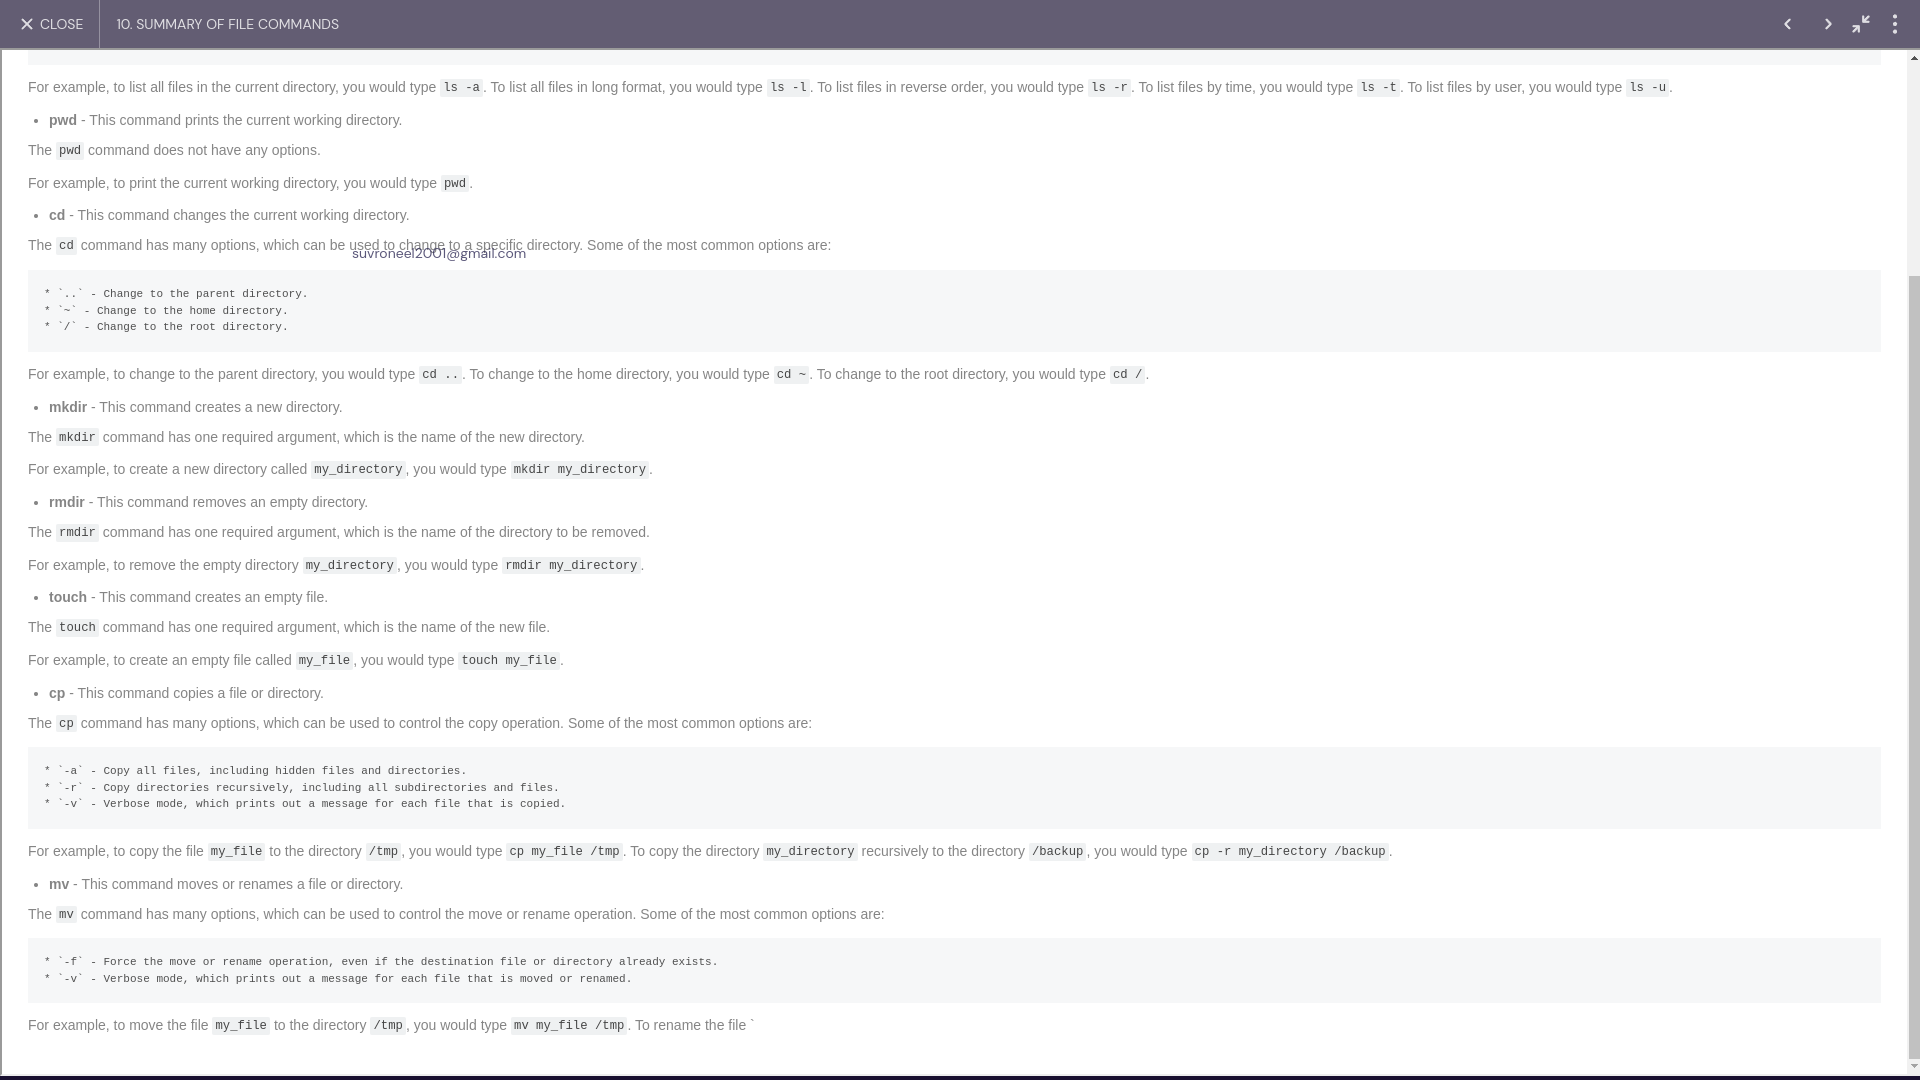 CLOSE 10. SUMMARY OF FILE COMMANDS
For example, to list all files in the current directory, you would type ls -a. To list all files in long format, you would type ls -l. To list files in reverse order, you would type ls -r. To list files by time, you would type ls -t. To list files by user, you would type ls -u.
• pwd - This command prints the current working directory.
The pwd command does not have any options.
For example, to print the current working directory, you would type pwd.
• cd - This command changes the current working directory.
The cd command has many options, which can be used to change to a specific directory. Some of the most common options are:
suvroneel2001@gmail.com
* `..` - Change to the parent directory.
* `~` - Change to the home directory.
* `/` - Change to the root directory.
For example, to change to the parent directory, you would type cd ... To change to the home directory, you would type cd ~. To change to the root directory, you would type cd /.
• mkdir - This command creates a new directory.
The mkdir command has one required argument, which is the name of the new directory.
For example, to create a new directory called my_directory, you would type mkdir my_directory.
• rmdir - This command removes an empty directory.
The rmdir command has one required argument, which is the name of the directory to be removed.
For example, to remove the empty directory my_directory, you would type rmdir my_directory.
• touch - This command creates an empty file.
The touch command has one required argument, which is the name of the new file.
For example, to create an empty file called my_file, you would type touch my_file.
• cp - This command copies a file or directory.
The cp command has many options, which can be used to control the copy operation. Some of the most common options are:
* `-a` - Copy all files, including hidden files and directories.
* `-r` - Copy directories recursively, including all subdirectories and files.
* `-v` - Verbose mode, which prints out a message for each file that is copied.
For example, to copy the file my_file to the directory /tmp, you would type cp my_file /tmp. To copy the directory my_directory recursively to the directory /backup, you would type cp -r my_directory /backup.
• mv - This command moves or renames a file or directory.
The mv command has many options, which can be used to control the move or rename operation. Some of the most common options are:
* `-f` - Force the move or rename operation, even if the destination file or directory already exists.
* `-v` - Verbose mode, which prints out a message for each file that is moved or renamed.
For example, to move the file my_file to the directory /tmp, you would type mv my_file /tmp. To rename the file `